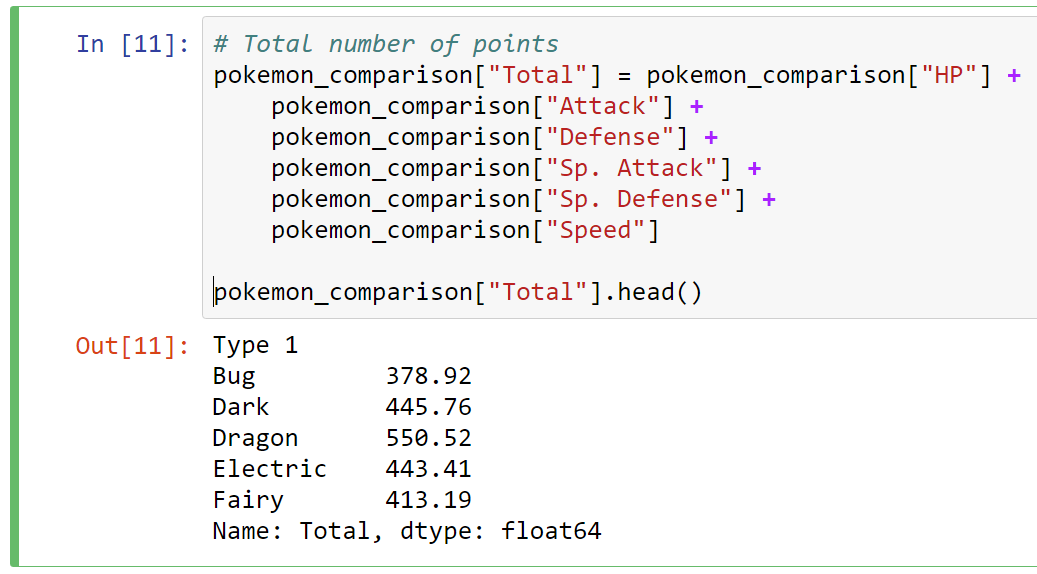 In [11]: # Total number of points
pokemon_comparison["Total"] = pokemon_comparison["HP"] +
    pokemon_comparison["Attack"] +
    pokemon_comparison["Defense"] +
    pokemon_comparison["Sp. Attack"] +
    pokemon_comparison["Sp. Defense"] +
    pokemon_comparison["Speed"]
pokemon_comparison["Total"].head()
Out[11]: Type 1
Bug         378.92
Dark        445.76
Dragon      550.52
Electric    443.41
Fairy       413.19
Name: Total, dtype: float64